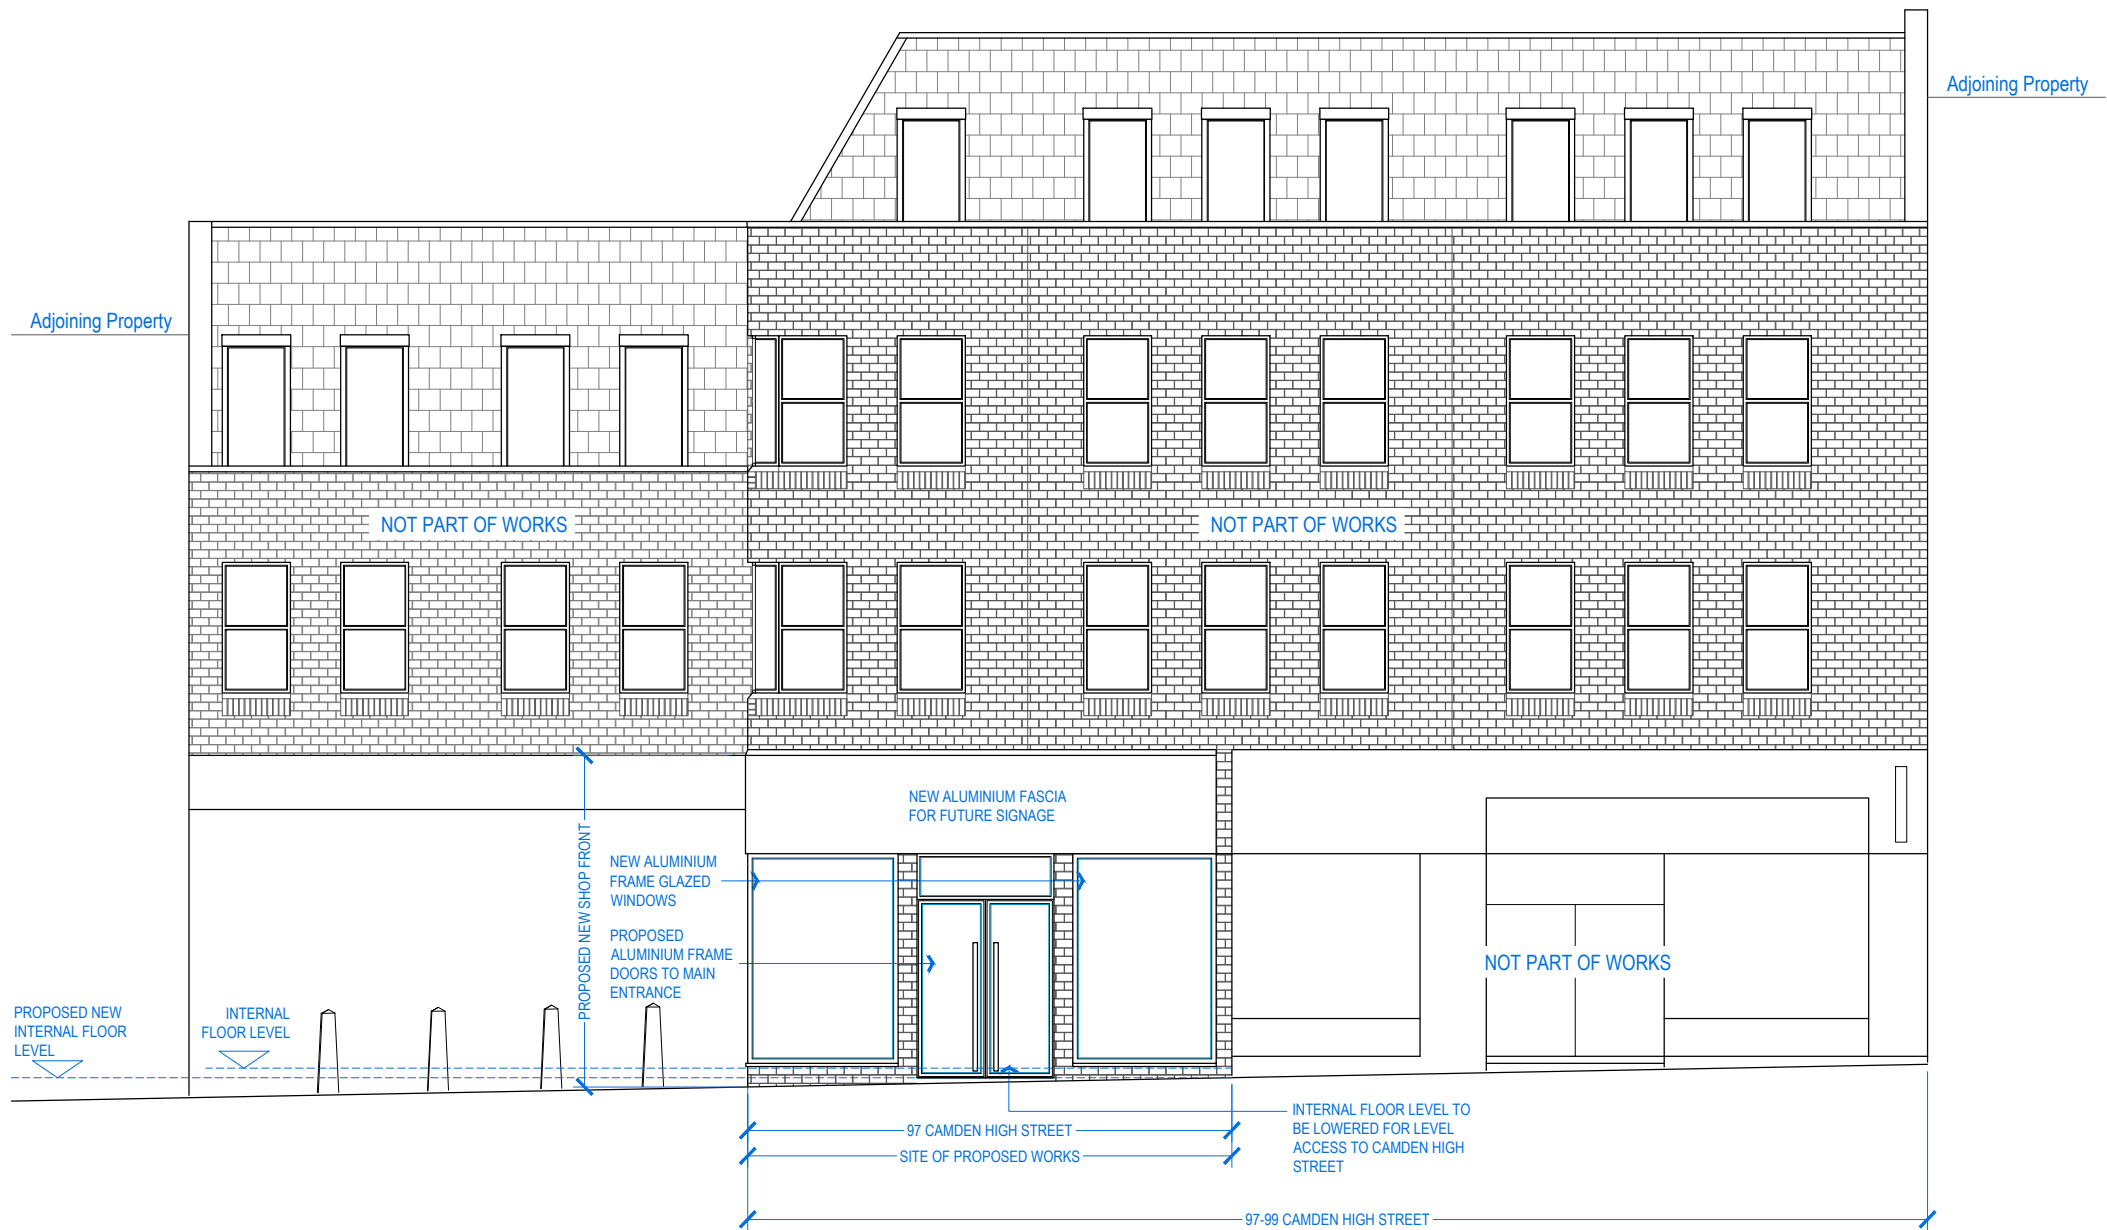 Adjoining Property
Adjoining Property
NOT PART OF WORKS
NOT PART OF WORKS
NEW ALUMINIUM FASCIA
FOR FUTURE SIGNAGE
PROPOSED NEW SHOP FRONT
NEW ALUMINIUM
FRAME GLAZED
WINDOWS
PROPOSED
ALUMINIUM FRAME
DOORS TO MAIN
ENTRANCE
NOT PART OF WORKS
PROPOSED NEW
INTERNAL FLOOR
LEVEL
INTERNAL
FLOOR LEVEL
INTERNAL FLOOR LEVEL TO
BE LOWERED FOR LEVEL
ACCESS TO CAMDEN HIGH
STREET
97 CAMDEN HIGH STREET
SITE OF PROPOSED WORKS
97-99 CAMDEN HIGH STREET